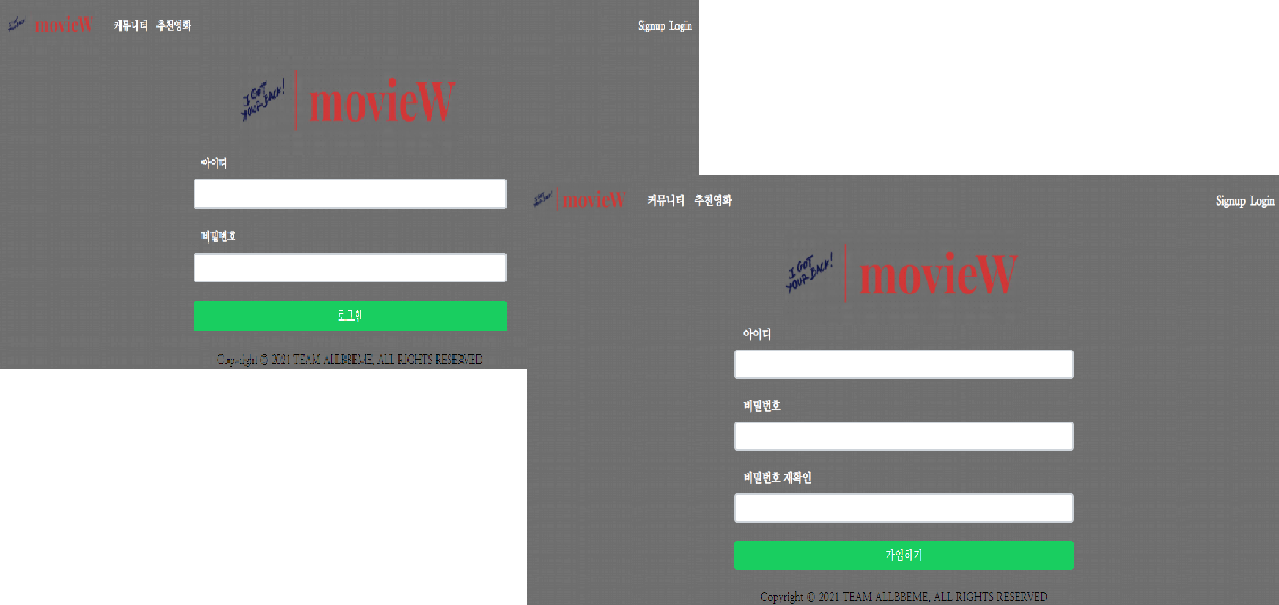 movieW 커뮤니티 추천영화 Signup Login
I GOT YOUR BACK! movieW
아이디
비밀번호
로그인
Copyright © 2021 TEAM ALLBBEME, ALL RIGHTS RESERVED
movieW 커뮤니티 추천영화 Signup Login
I GOT YOUR BACK! movieW
아이디
비밀번호
비밀번호 재확인
가입하기
Copyright © 2021 TEAM ALLBBEME, ALL RIGHTS RESERVED